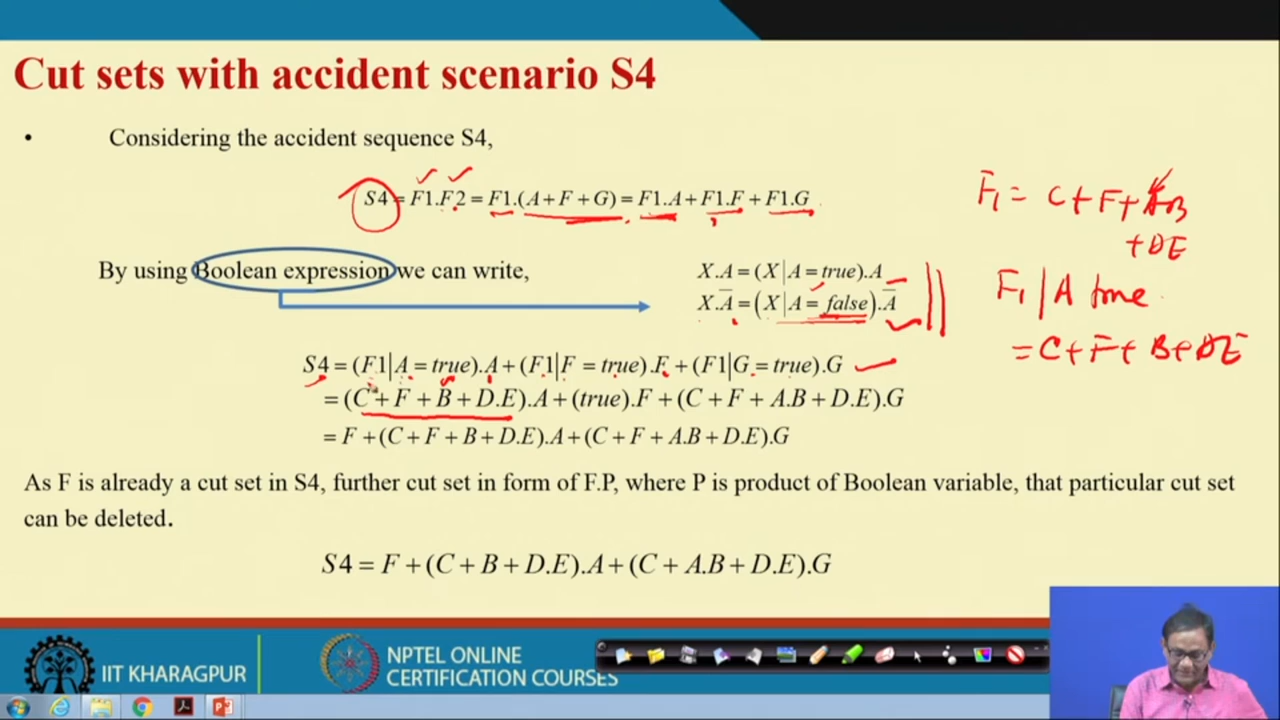 Cut sets with accident scenario S4
• Considering the accident sequence S4,
S4 = F1.F2 = F1.(A + F + G) = F1.A + F1.F + F1.G
F₁ = C + F + AB
+ DE
By using Boolean expression we can write,
X.A = (X|A = true).A
X.A̅ = (X|A = false).A̅
F₁ | A true
= C + F + B + DE
S4 = (F1|A = true).A + (F1|F = true).F + (F1|G = true).G
= (C + F + B + D.E).A + (true).F + (C + F + A.B + D.E).G
= F + (C + F + B + D.E).A + (C + F + A.B + D.E).G
As F is already a cut set in S4, further cut set in form of F.P, where P is product of Boolean variable, that particular cut set
can be deleted.
S4 = F + (C + B + D.E).A + (C + A.B + D.E).G
IIT KHARAGPUR
NPTEL ONLINE
CERTIFICATION COURSES